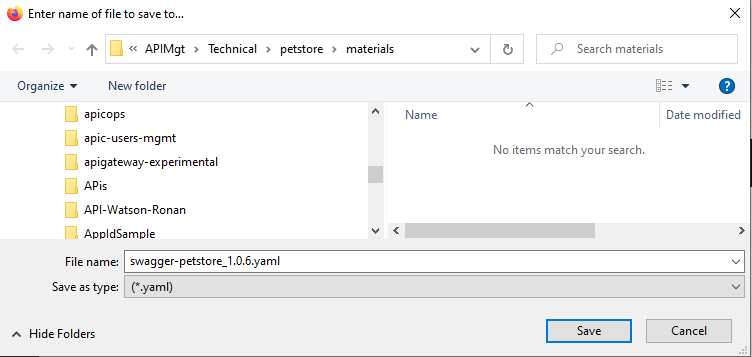 Enter name of file to save to...
« APIMgt › Technical › petstore › materials
Search materials
Organize
New folder
?
apicops
apic-users-mgmt
apigateway-experimental
APis
API-Watson-Ronan
AppIdSample
Name
Date modified
No items match your search.
File name: swagger-petstore_1.0.6.yaml
Save as type: (*.yaml)
Hide Folders
Save
Cancel